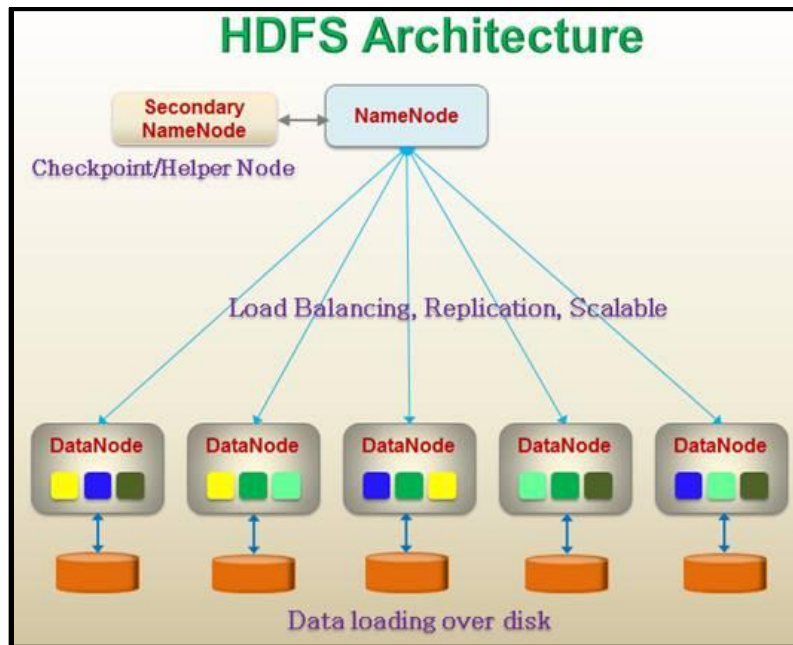 HDFS Architecture
Secondary
NameNode
NameNode
Checkpoint/Helper Node
Load Balancing, Replication, Scalable
DataNode
DataNode
DataNode
DataNode
DataNode
Data loading over disk